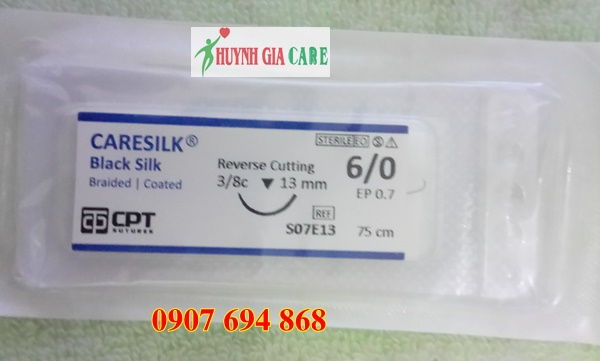 HUYNH GIA CARE
CARESILK®
Black Silk
Braided | Coated
CPT
SUTURES
Reverse Cutting
3/8c ▼ 13 mm
STERILE EO
6/0
EP 0.7
REF
S07E13 75 cm
0907 694 868